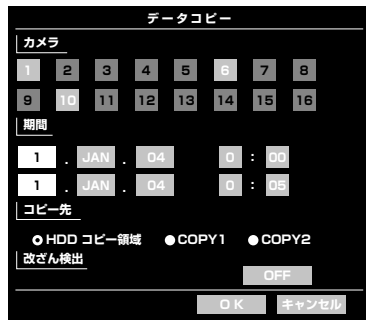 データコピー
カメラ
1 2 3 4 5 6 7 8
9 10 11 12 13 14 15 16
期間
1 . JAN . 04 0 : 00
1 . JAN . 04 0 : 05
コピー先
HDD コピー領域 COPY1 COPY2
改ざん検出
OFF
OK キャンセル